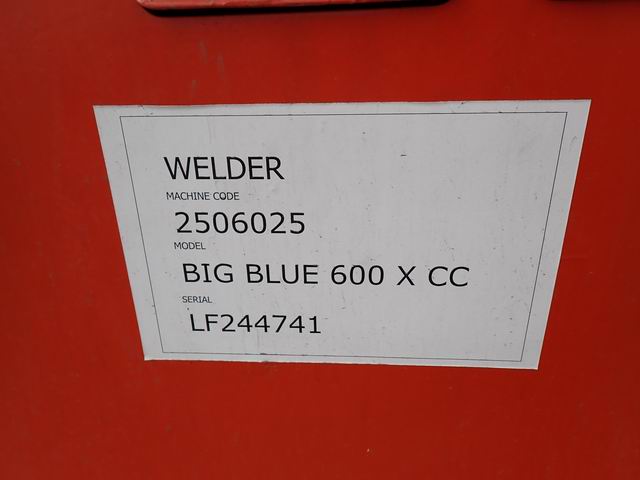 WELDER
MACHINE CODE
2506025
MODEL
BIG BLUE 600 X CC
SERIAL
LF244741